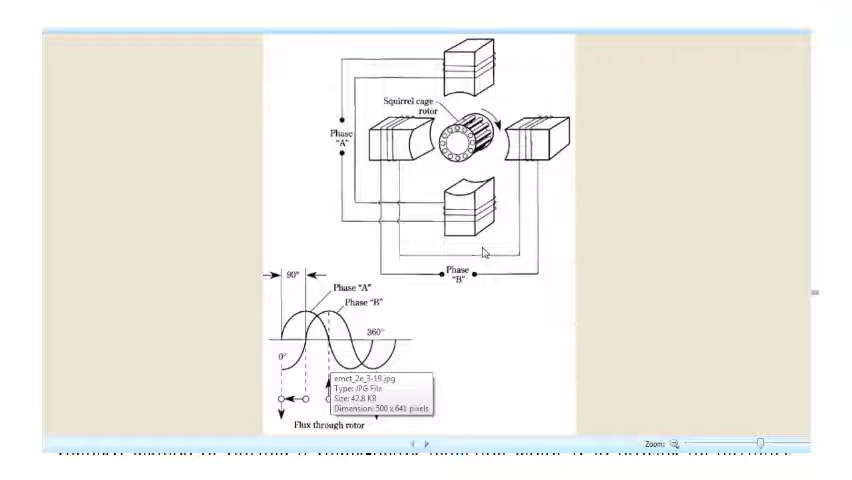 Squirrel cage
rotor
Phase
"A"
Phase
"B"
90°
Phase "A"
Phase "B"
360°
0°
emct_2e_3-19.jpg
Type: JPG File
Size: 42.8 KB
Dimension: 500 x 641 pixels
Flux through rotor
Zoom: